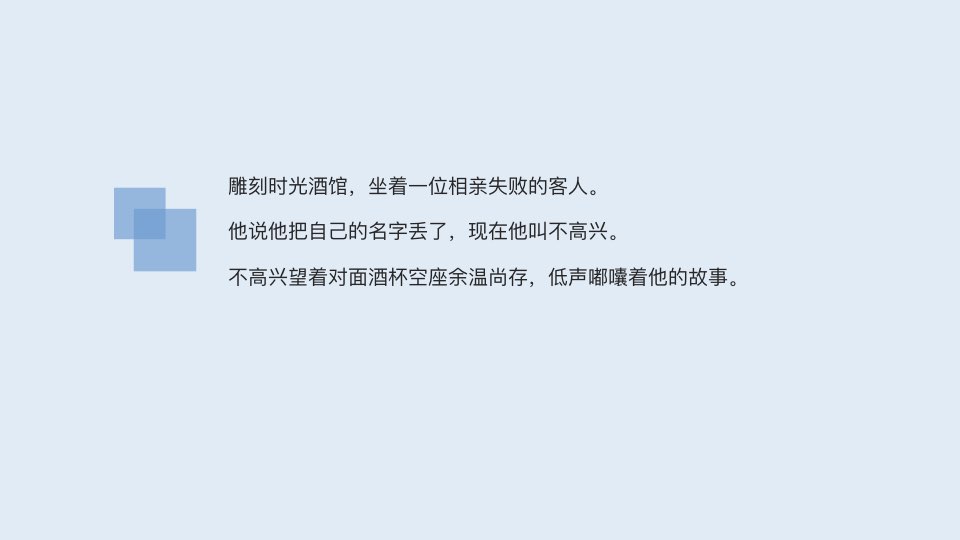 雕刻时光酒馆，坐着一位相亲失败的客人。
他说他把自己的名字丢了，现在他叫不高兴。
不高兴望着对面酒杯空座余温尚存，低声嘟囔着他的故事。